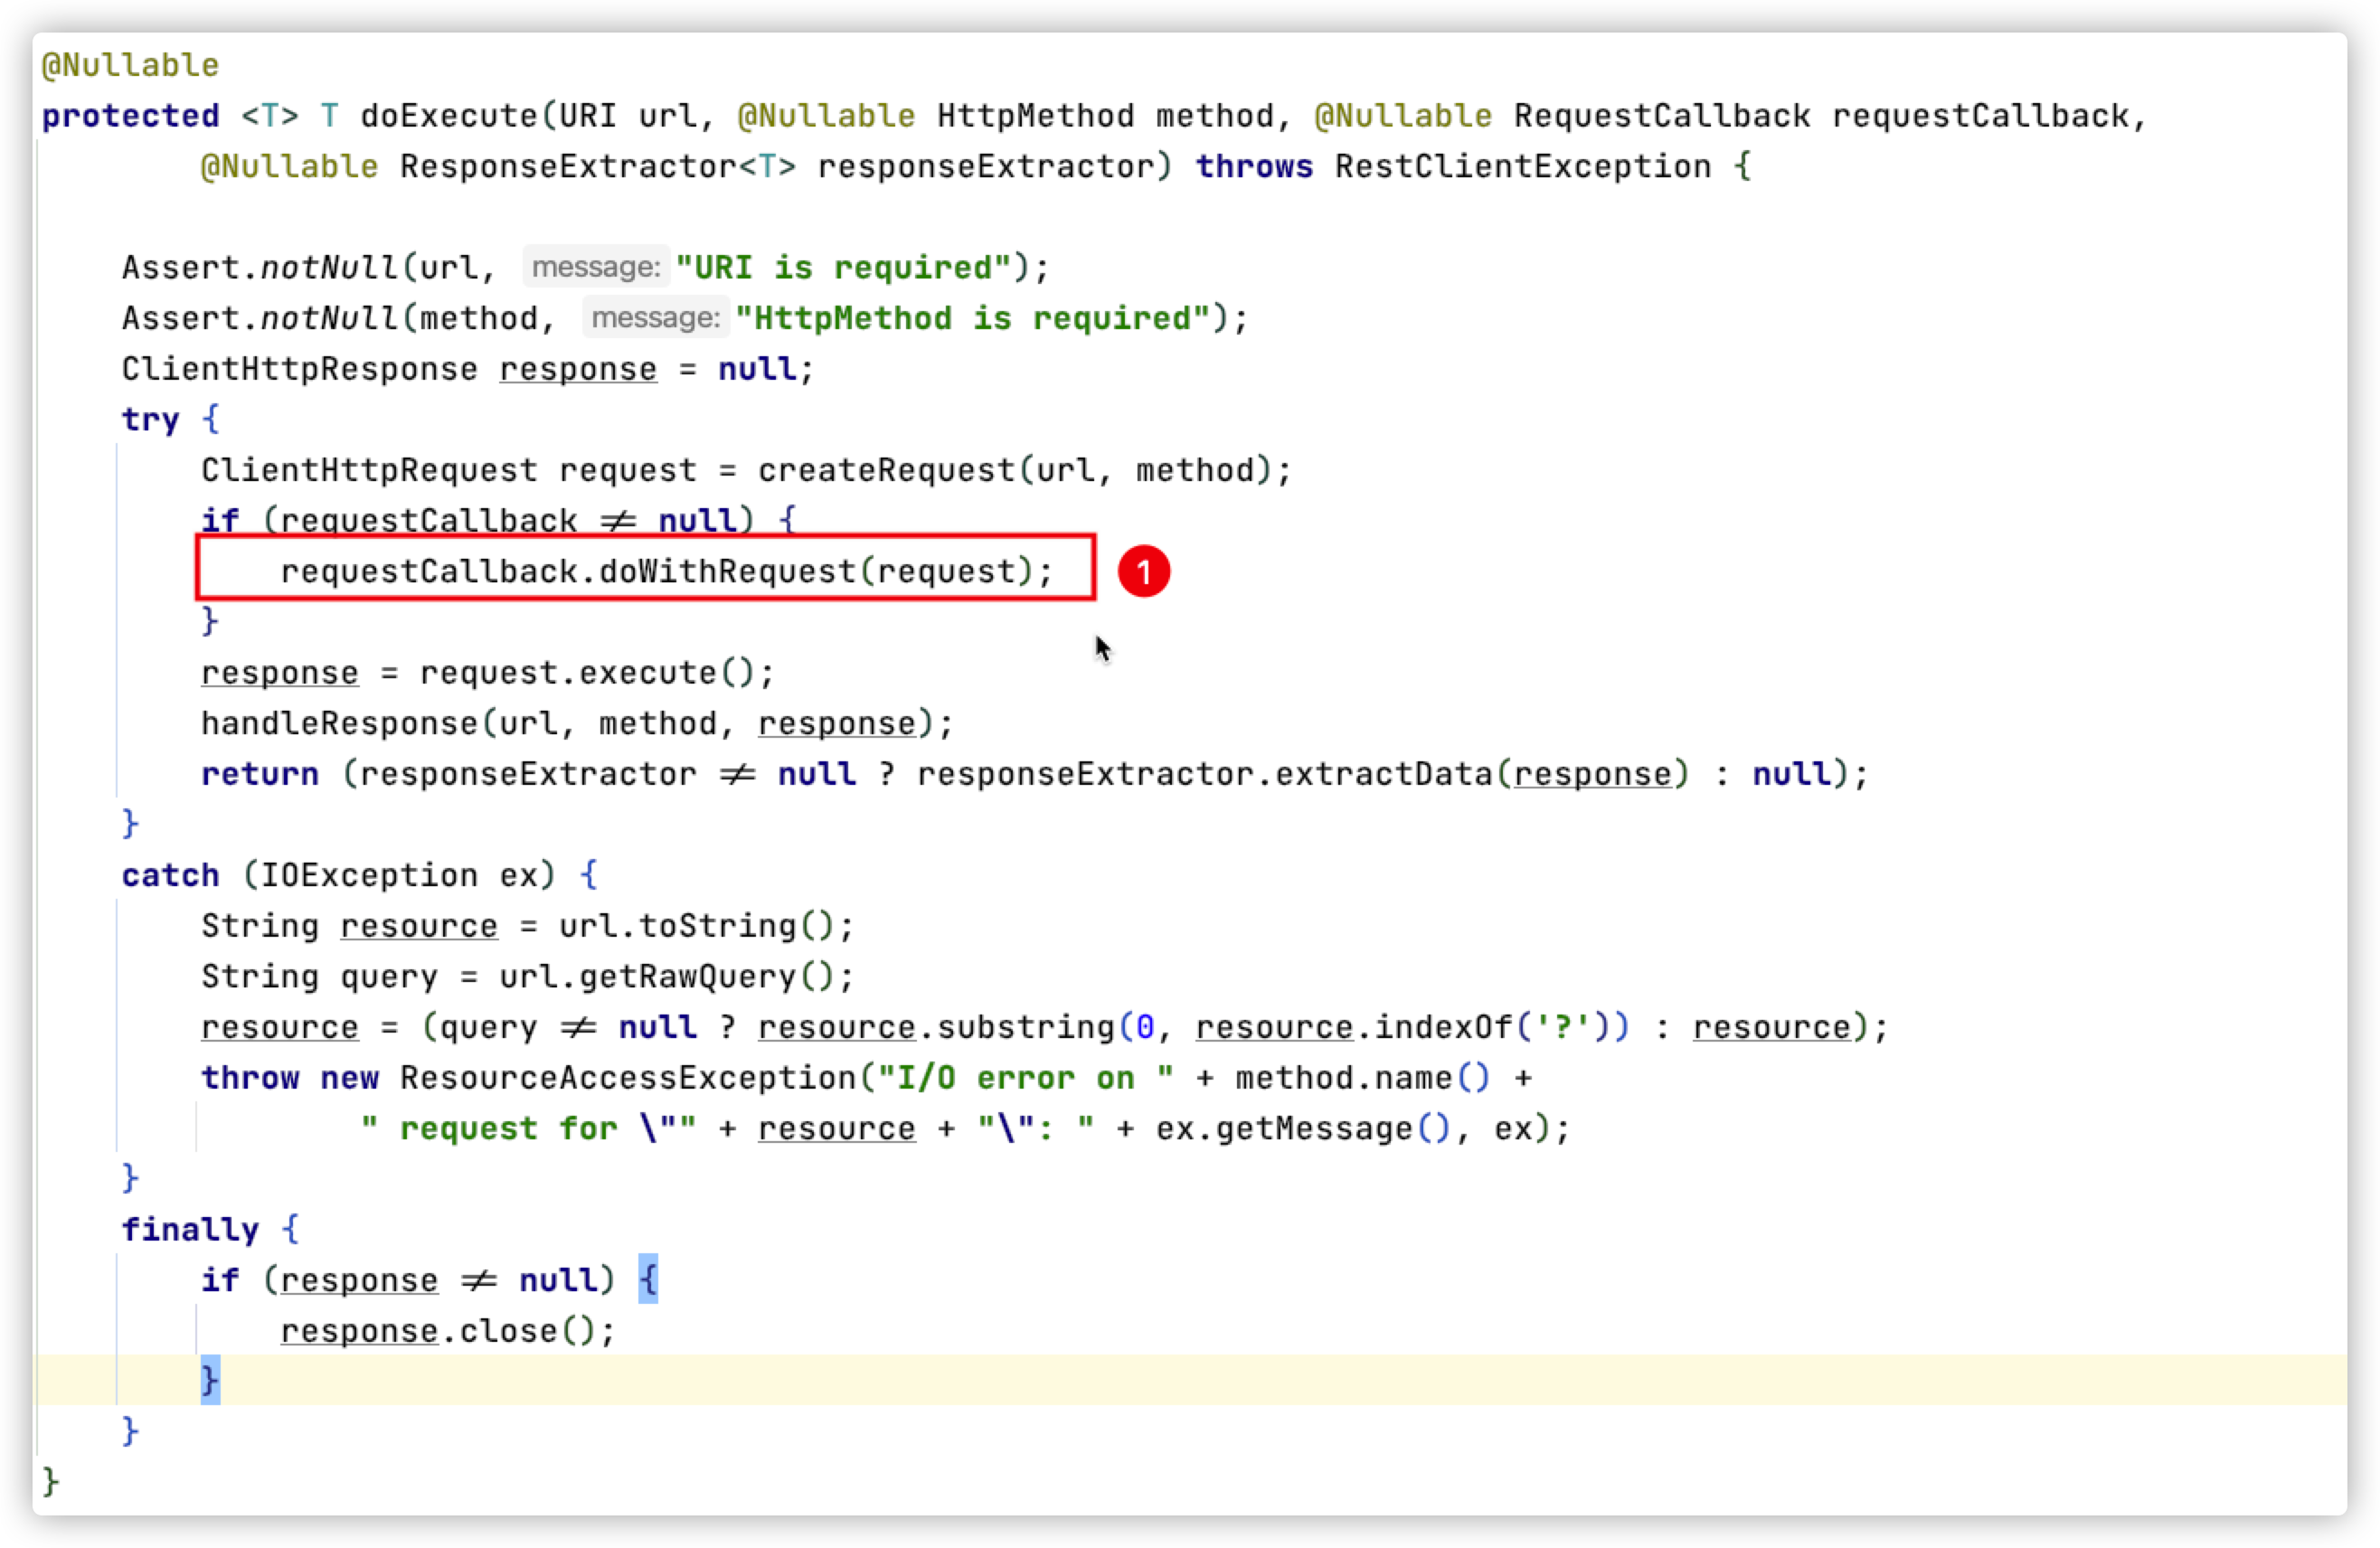 @Nullable
protected <T> T doExecute(URI url, @Nullable HttpMethod method, @Nullable RequestCallback requestCallback,
        @Nullable ResponseExtractor<T> responseExtractor) throws RestClientException {
    Assert.notNull(url, message: "URI is required");
    Assert.notNull(method, message: "HttpMethod is required");
    ClientHttpResponse response = null;
    try {
        ClientHttpRequest request = createRequest(url, method);
        if (requestCallback ≠ null) {
            requestCallback.doWithRequest(request); 1
        }
        response = request.execute();
        handleResponse(url, method, response);
        return (responseExtractor ≠ null ? responseExtractor.extractData(response) : null);
    }
    catch (IOException ex) {
        String resource = url.toString();
        String query = url.getRawQuery();
        resource = (query ≠ null ? resource.substring(0, resource.indexOf('?')) : resource);
        throw new ResourceAccessException("I/O error on " + method.name() +
                " request for \"" + resource + "\": " + ex.getMessage(), ex);
    }
    finally {
        if (response ≠ null) {
            response.close();
        }
    }
}